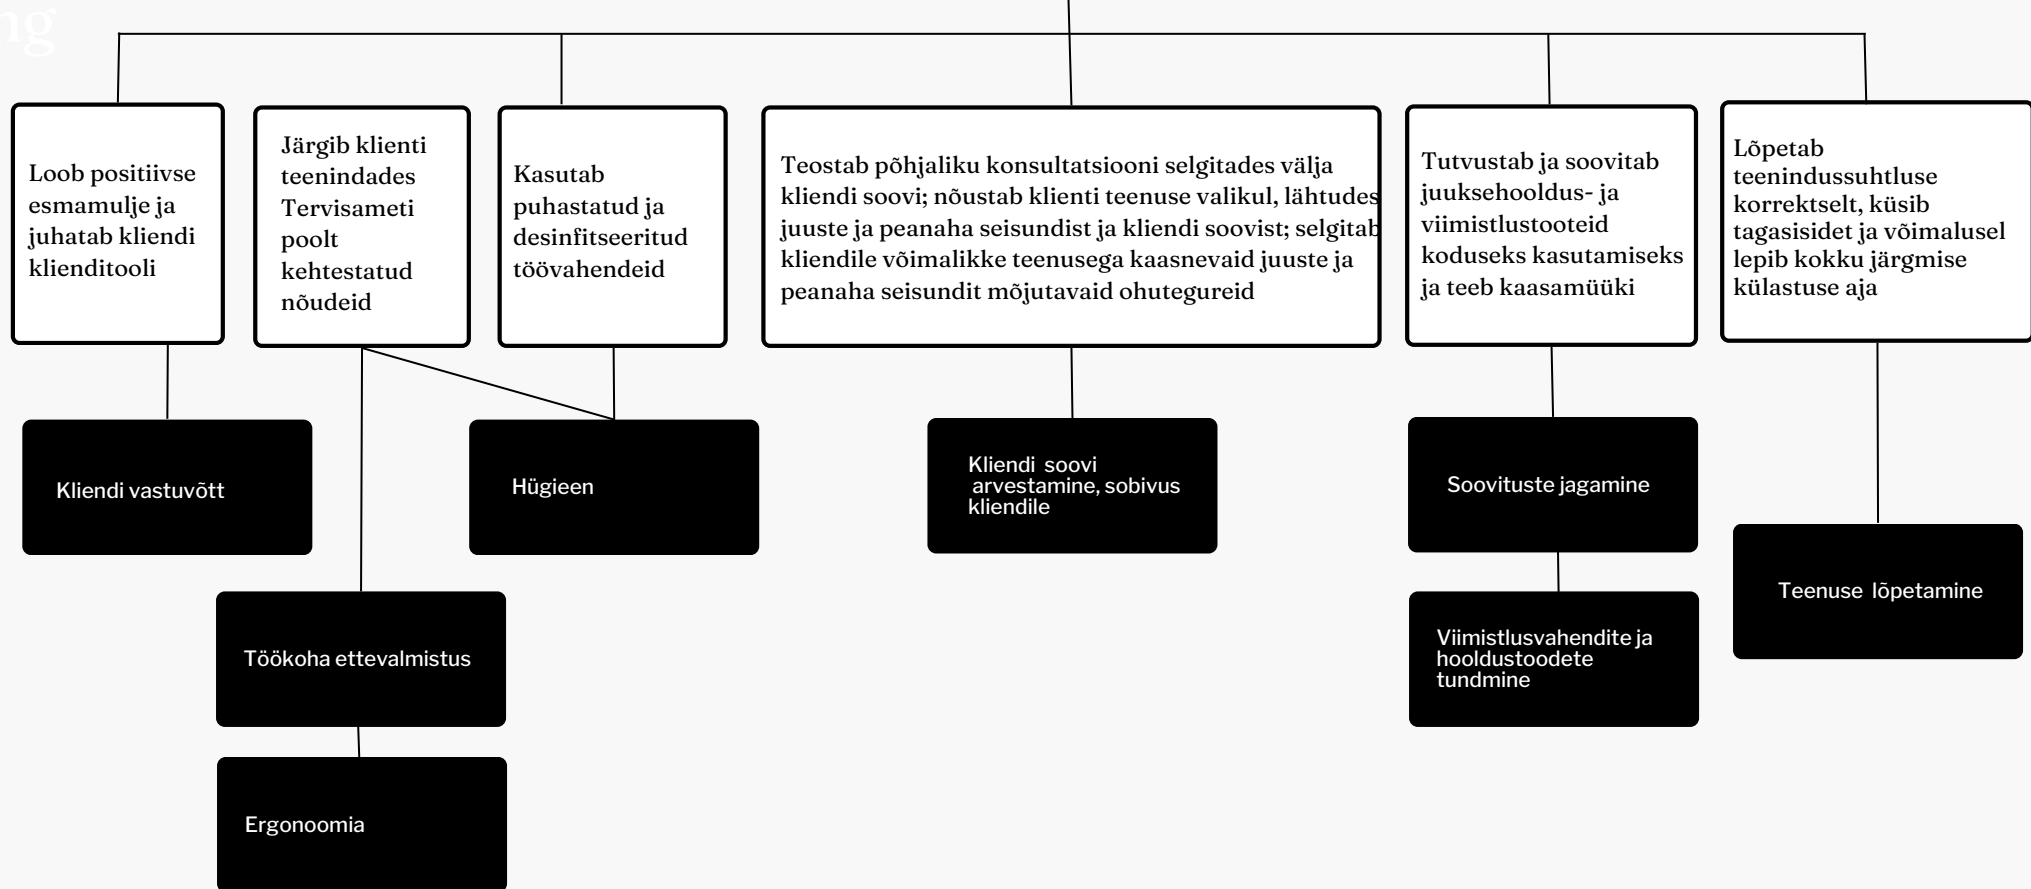 ng
Loob positiivse
esmamulje ja
juhatab kliendi
klienditooli
Järgib klienti
teenindades
Tervisameti
poolt
kehtestatud
nõudeid
Kasutab
puhastatud ja
desinfitseeritud
töövahendeid
Teostab põhjaliku konsultatsiooni selgitades välja
kliendi soovi; nõustab klienti teenuse valikul, lähtudes
juuste ja peanaha seisundist ja kliendi soovist; selgitab
kliendile võimalikke teenusega kaasnevaid juuste ja
peanaha seisundit mõjutavaid ohutegureid
Tutvustab ja soovitab
juuksehooldus- ja
viimistlustooteid
koduseks kasutamiseks
ja teeb kaasamüüki
Lõpetab
teenindussuhtluse
korrektselt, küsib
tagasisidet ja võimalusel
lepib kokku järgmise
külastuse aja
Kliendi vastuvõtt
Hügieen
Kliendi soovi
arvestamine, sobivus
kliendile
Soovituste jagamine
Teenuse lõpetamine
Töökoha ettevalmistus
Viimistlusvahendite ja
hooldustoodete
tundmine
Ergonoomia